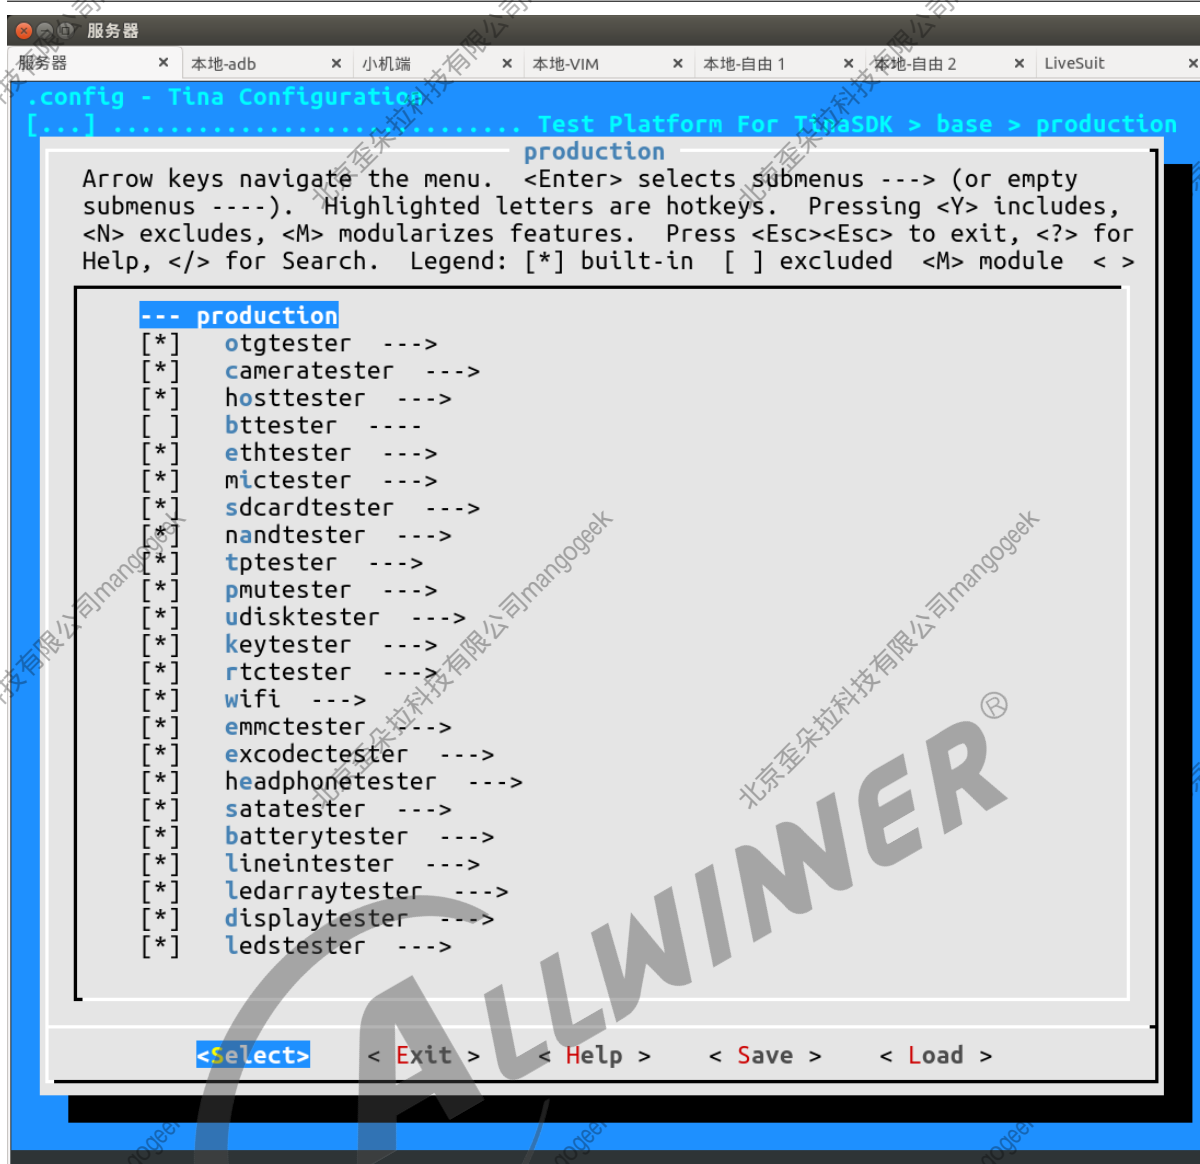 服务器
服务器 × 本地-adb × 小机端 × 本地-VIM × 本地-自由 1 × 本地-自由 2 × LiveSuit ×
.config - Tina Configuration
[...] ............................. Test Platform For TinaSDK > base > production
production
Arrow keys navigate the menu.  <Enter> selects submenus ---> (or empty
submenus ----).  Highlighted letters are hotkeys.  Pressing <Y> includes,
<N> excludes, <M> modularizes features.  Press <Esc><Esc> to exit, <?> for
Help, </> for Search.  Legend: [*] built-in  [ ] excluded  <M> module  < >
--- production
[*]   otgtester  --->
[*]   cameratester  --->
[*]   hosttester  --->
[ ]   bttester  ----
[*]   ethtester  --->
[*]   mictester  --->
[*]   sdcardtester  --->
[*]   nandtester  --->
[*]   tptester  --->
[*]   pmutester  --->
[*]   udisktester  --->
[*]   keytester  --->
[*]   rtctester  --->
[*]   wifi  --->
[*]   emmctester  --->
[*]   excodectester  --->
[*]   headphonetester  --->
[*]   satatester  --->
[*]   batterytester  --->
[*]   lineintester  --->
[*]   ledarraytester  --->
[*]   displaytester  --->
[*]   ledstester  --->
<Select>    < Exit >    < Help >    < Save >    < Load >
北京歪朵拉科技有限公司mangogeek
北京歪朵拉科技有限公司mangogeek
ALLWINNER®